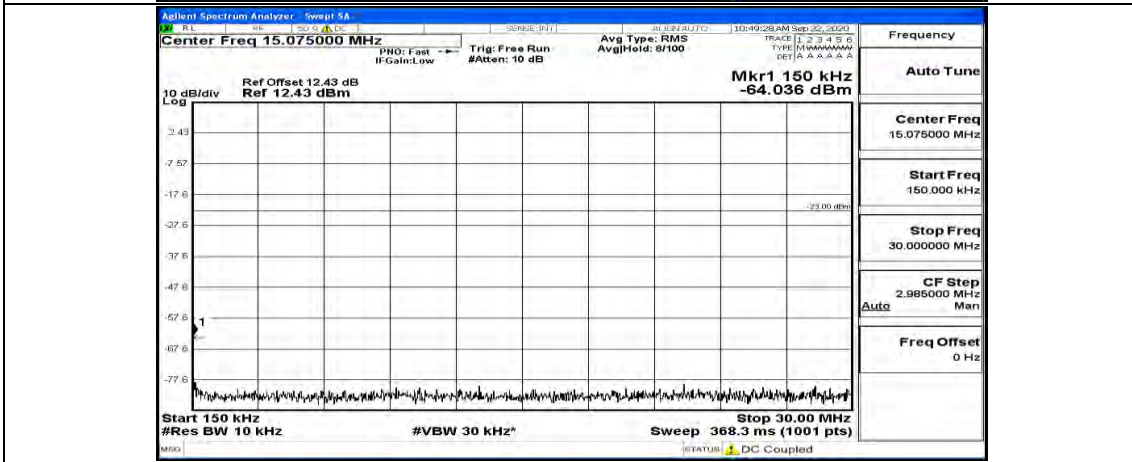 Agilent Spectrum Analyzer - Swept SA
RL RF 50 Ω DC SENSE:INT ALIGN AUTO 10:49:28 AM Sep 22, 2020
Center Freq 15.075000 MHz
PNO: Fast
IFGain:Low
Trig: Free Run
#Atten: 10 dB
Avg Type: RMS
Avg|Hold: 8/100
TRACE 1 2 3 4 5 6
TYPE M
DET A A A A A A
Frequency
Auto Tune
Ref Offset 12.43 dB
10 dB/div Ref 12.43 dBm
Log
Mkr1 150 kHz
-64.036 dBm
2.43
-7.57
-17.6
-23.00 dBm
-27.6
-37.6
-47.6
-57.6
1
-67.6
-77.6
Center Freq
15.075000 MHz
Start Freq
150.000 kHz
Stop Freq
30.000000 MHz
CF Step
2.985000 MHz
Auto Man
Freq Offset
0 Hz
Start 150 kHz Stop 30.00 MHz
#Res BW 10 kHz #VBW 30 kHz* Sweep 368.3 ms (1001 pts)
MSG STATUS DC Coupled